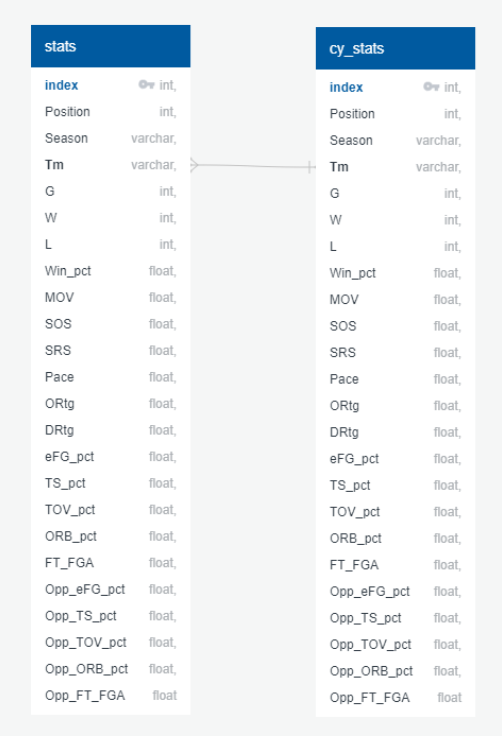 stats
index int,
Position int,
Season varchar,
Tm varchar,
G int,
W int,
L int,
Win_pct float,
MOV float,
SOS float,
SRS float,
Pace float,
ORtg float,
DRtg float,
eFG_pct float,
TS_pct float,
TOV_pct float,
ORB_pct float,
FT_FGA float,
Opp_eFG_pct float,
Opp_TS_pct float,
Opp_TOV_pct float,
Opp_ORB_pct float,
Opp_FT_FGA float
cy_stats
index int,
Position int,
Season varchar,
Tm varchar,
G int,
W int,
L int,
Win_pct float,
MOV float,
SOS float,
SRS float,
Pace float,
ORtg float,
DRtg float,
eFG_pct float,
TS_pct float,
TOV_pct float,
ORB_pct float,
FT_FGA float,
Opp_eFG_pct float,
Opp_TS_pct float,
Opp_TOV_pct float,
Opp_ORB_pct float,
Opp_FT_FGA float